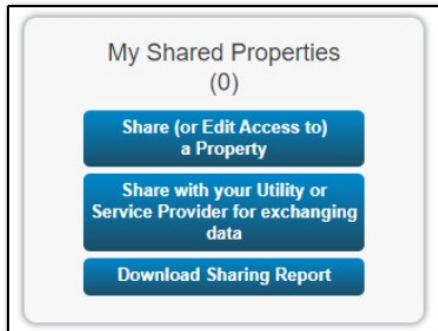 My Shared Properties
(0)
Share (or Edit Access to)
a Property
Share with your Utility or
Service Provider for exchanging
data
Download Sharing Report